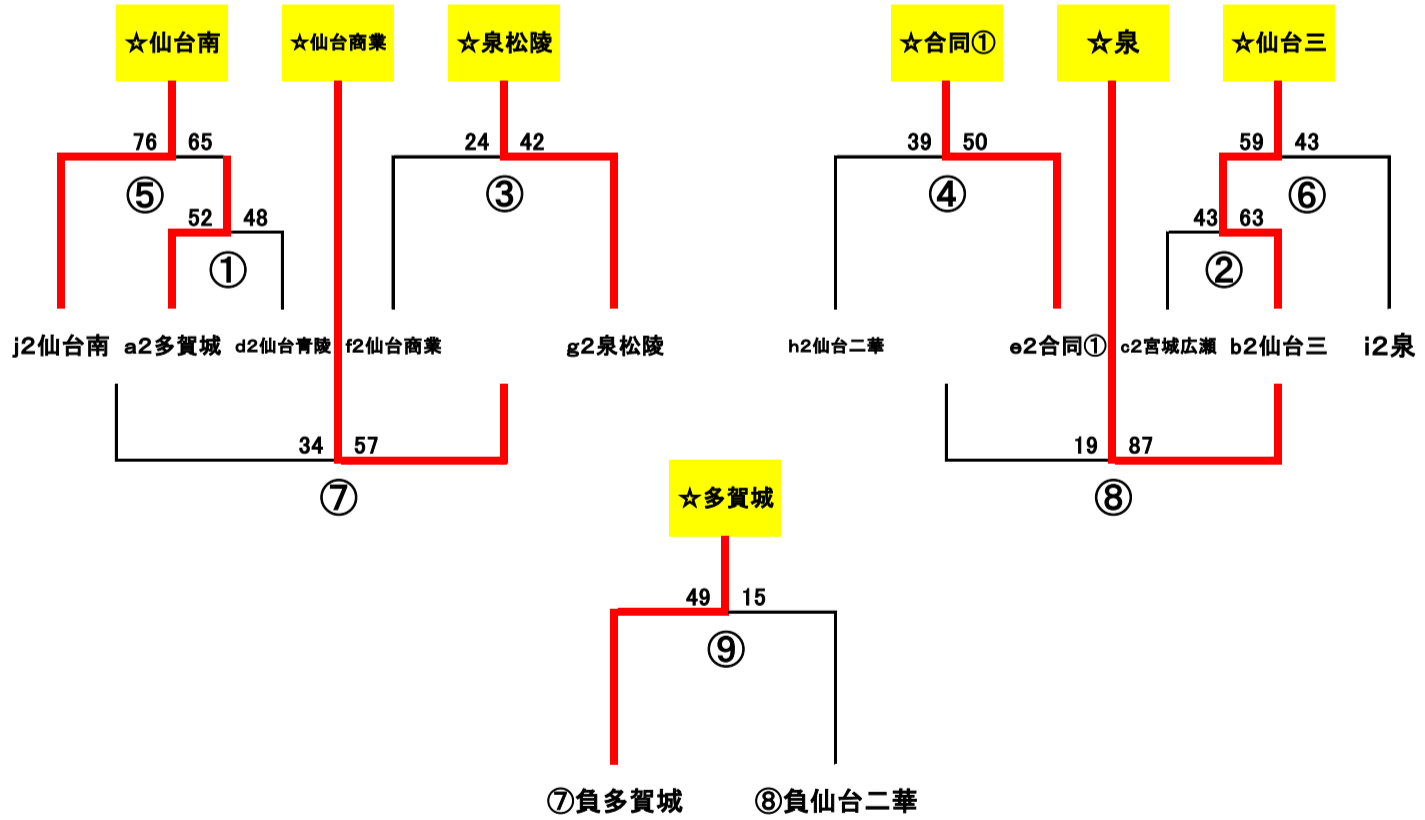 ☆仙台南 ☆仙台商業 ☆泉松陵 ☆合同① ☆泉 ☆仙台三
76 65 24 42 39 50 59 43
⑤ ③ ④ ⑥
52 48 43 63
① ②
j2仙台南 a2多賀城 d2仙台青陵 f2仙台商業 g2泉松陵 h2仙台二華 e2合同① c2宮城広瀬 b2仙台三 i2泉
34 57 19 87
⑦ ⑧
☆多賀城
49 15
⑨
⑦負多賀城 ⑧負仙台二華